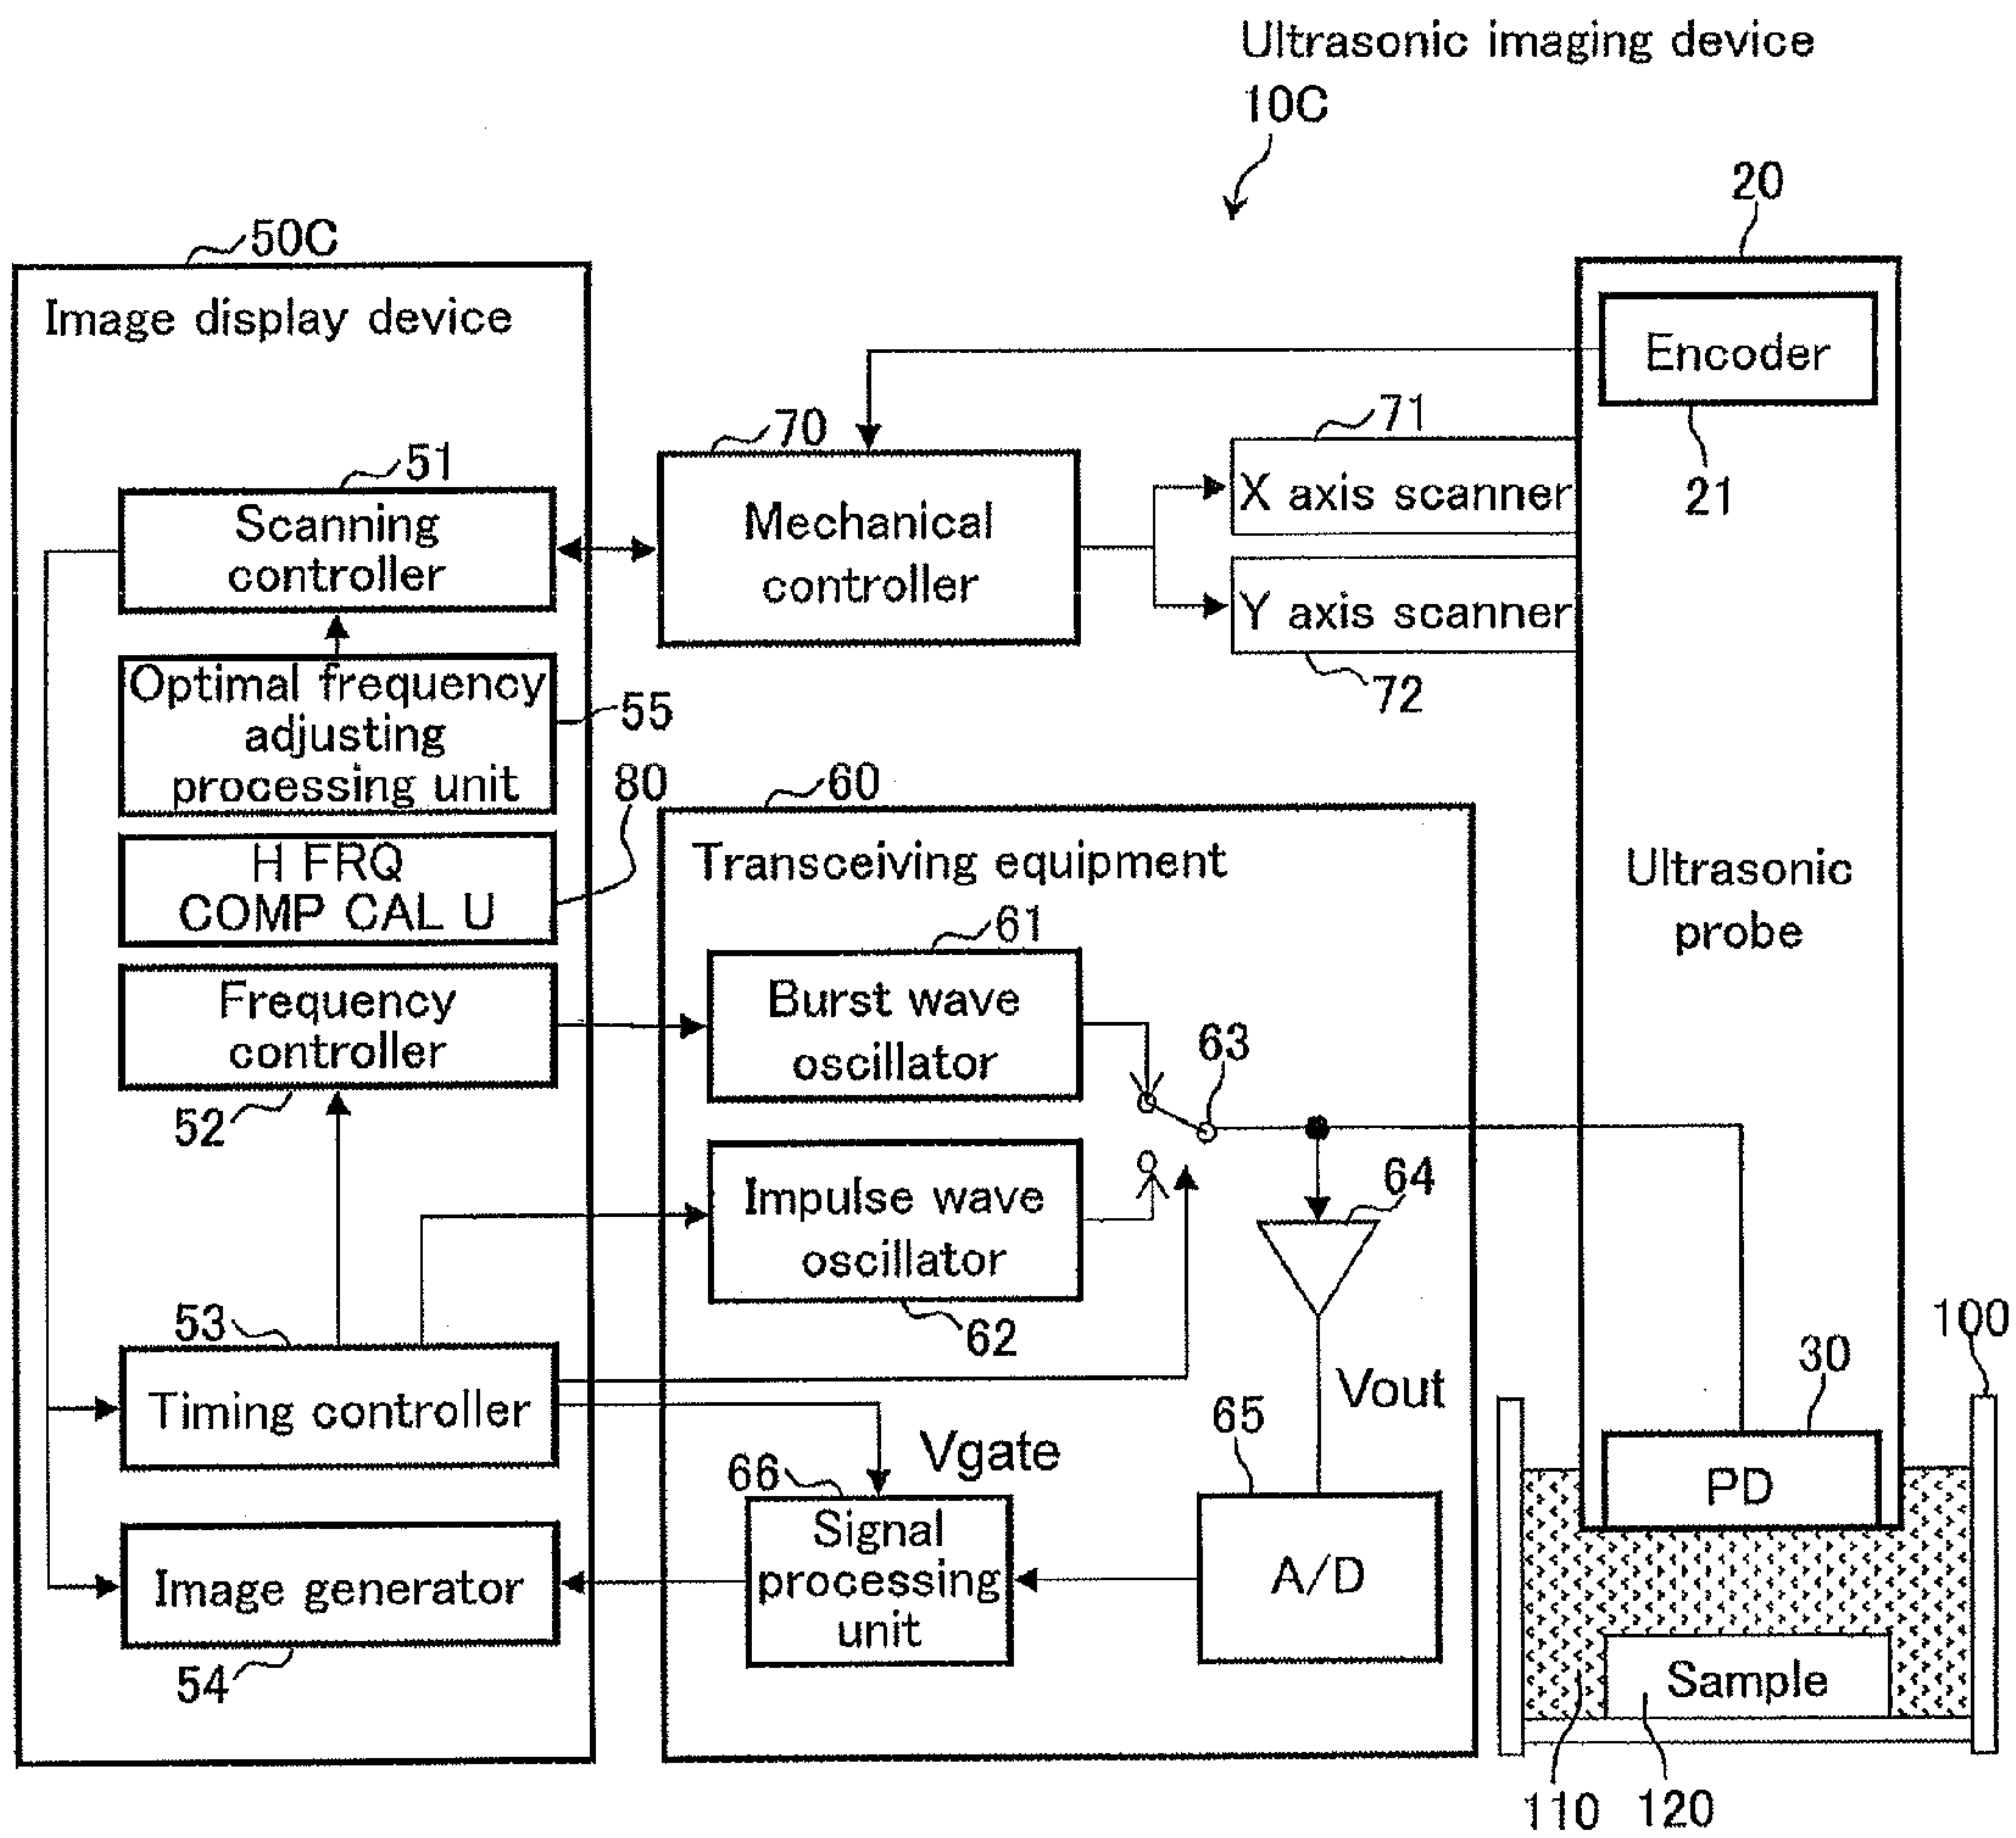 Ultrasonic imaging device
10C
20
50C
Image display device
Encoder
21
70
71
51
X axis scanner
Scanning
controller
Mechanical
controller
Y axis scanner
72
Optimal frequency
adjusting
processing unit
55
80
60
H FRQ
COMP CAL U
Transceiving equipment
Ultrasonic
probe
61
Frequency
controller
52
Burst wave
oscillator
63
Impulse wave
oscillator
62
64
53
Timing controller
Vout
30
100
65
Vgate
66
PD
Signal
processing
unit
A/D
Image generator
54
Sample
110
120